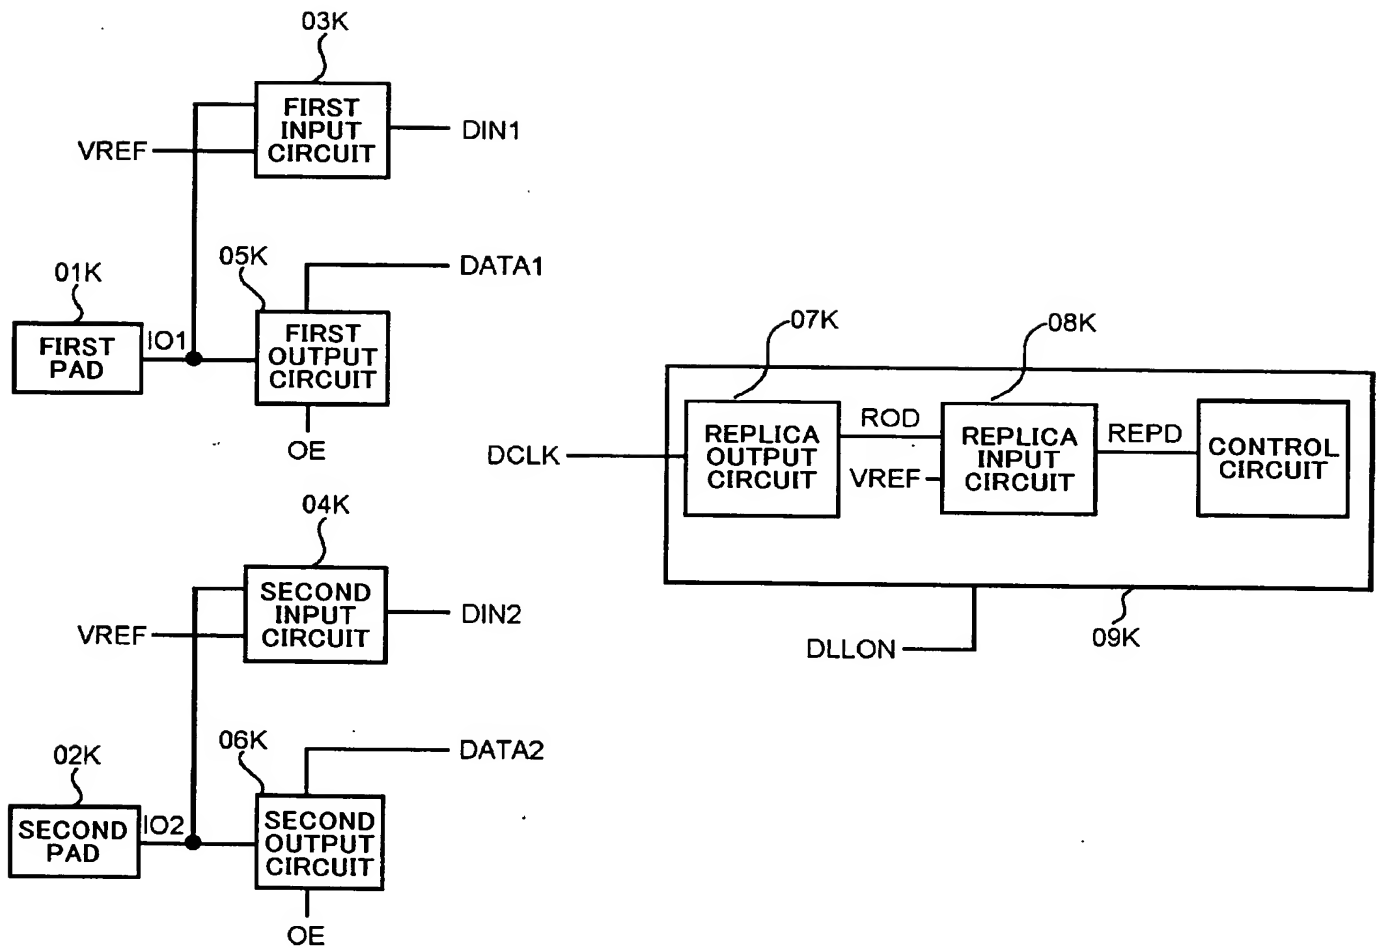 03K
FIRST
INPUT
CIRCUIT
DIN1
VREF
05K
DATA1
01K
FIRST
PAD
IO1
FIRST
OUTPUT
CIRCUIT
OE
04K
SECOND
INPUT
CIRCUIT
DIN2
VREF
06K
DATA2
02K
SECOND
PAD
IO2
SECOND
OUTPUT
CIRCUIT
OE
07K
08K
DCLK
REPLICA
OUTPUT
CIRCUIT
ROD
VREF
REPLICA
INPUT
CIRCUIT
REPD
CONTROL
CIRCUIT
DLLON
09K